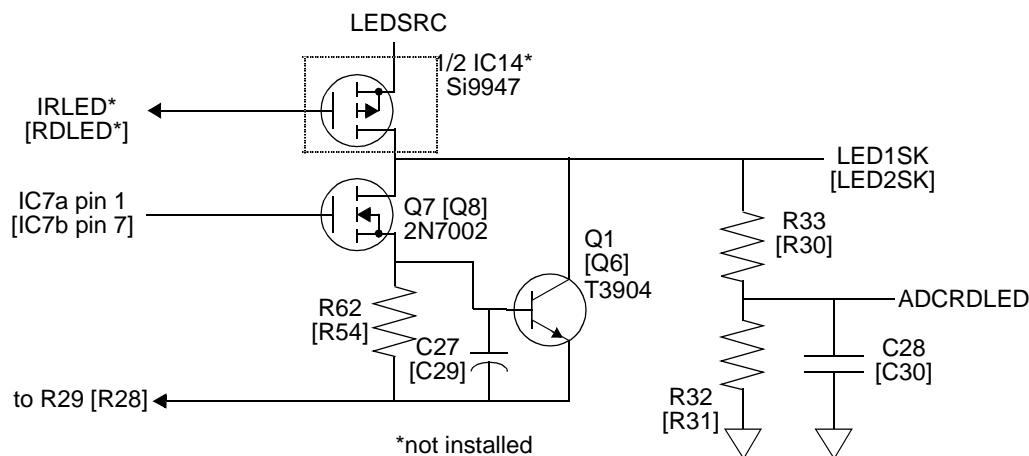 LEDSRC
1/2 IC14*
Si9947
IRLED*
[RDLED*]
LED1SK
[LED2SK]
IC7a pin 1
[IC7b pin 7]
Q7 [Q8]
2N7002
R33
[R30]
Q1
[Q6]
T3904
ADCRDLED
R62
[R54]
C27
[C29]
C28
[C30]
R32
[R31]
to R29 [R28]
*not installed